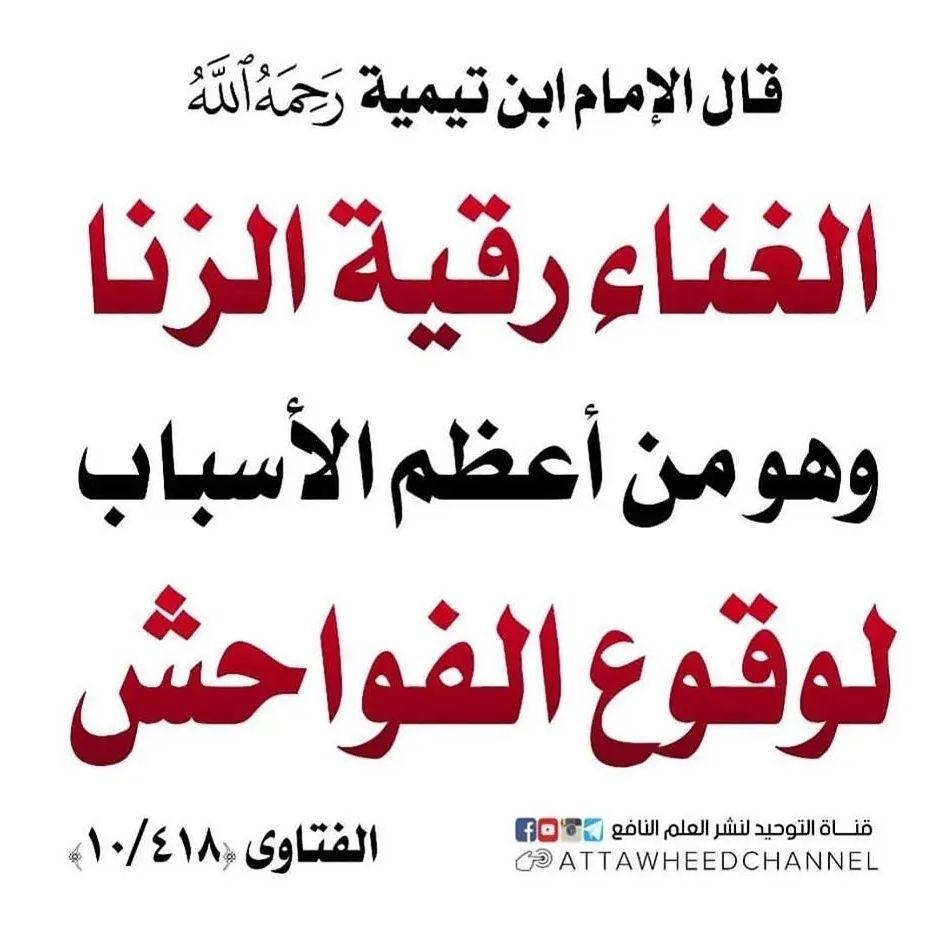 قال الإمام ابن تيمية رَحِمَهُ ٱللَّهُ
الغناء رقية الزنا
وهو من أعظم الأسباب
لوقوع الفواحش
قناة التوحيد لنشر العلم النافع
ATTAWHEEDCHANNEL
الفتاوى ﴿١٠/٤١٨﴾